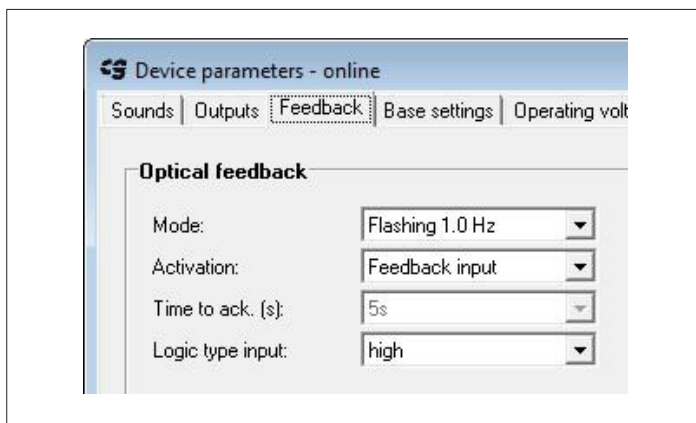 Device parameters - online
Sounds Outputs Feedback Base settings Operating volt
Optical feedback
Mode: Flashing 1.0 Hz
Activation: Feedback input
Time to ack. (s): 5s
Logic type input: high